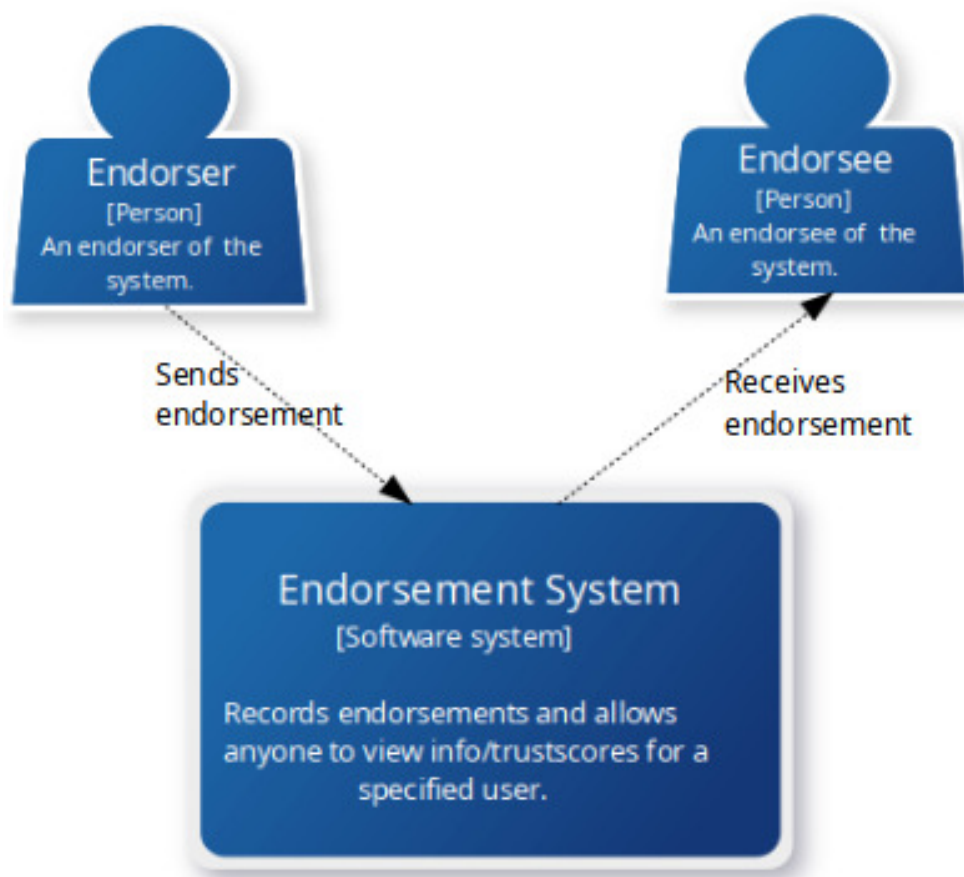 Endorser
[Person]
An endorser of the
system.
Endorsee
[Person]
An endorsee of the
system.
Sends
endorsement
Receives
endorsement
Endorsement System
[Software system]
Records endorsements and allows
anyone to view info/trustscores for a
specified user.